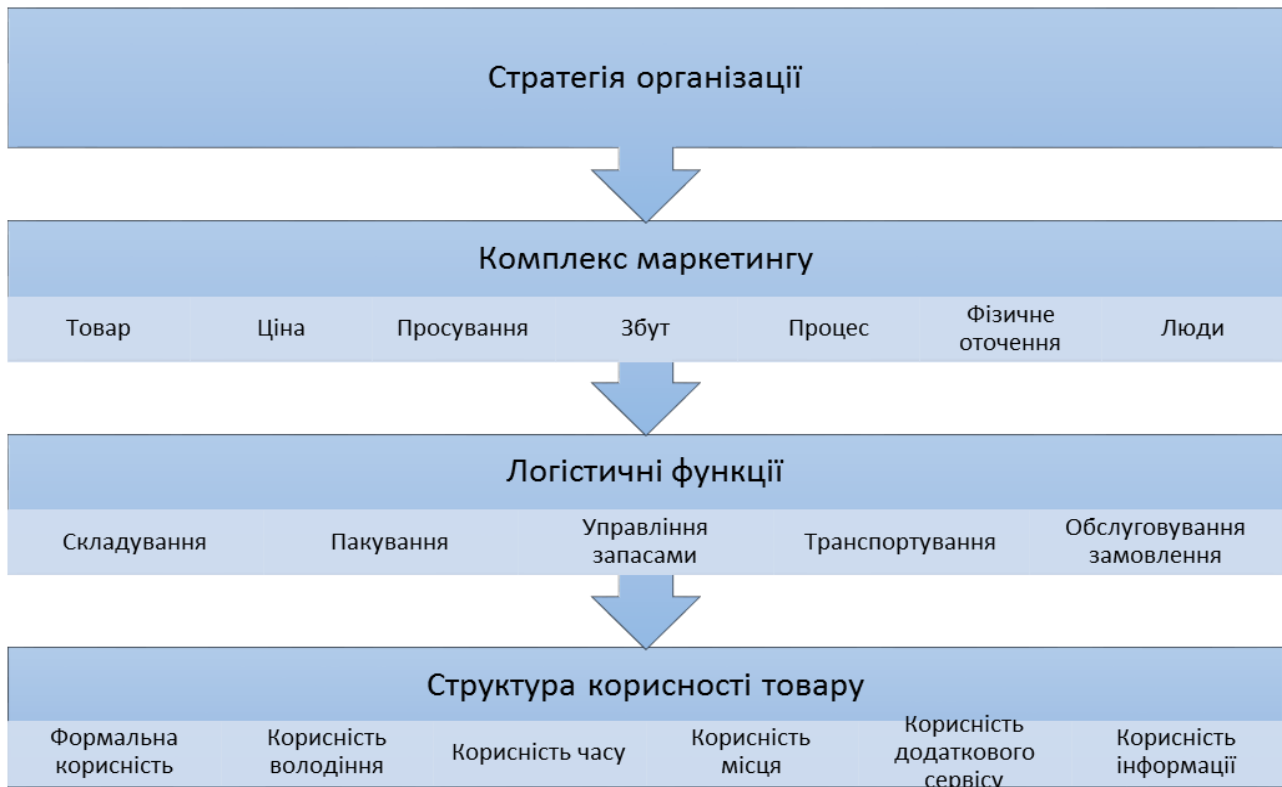 Стратегія організації
Комплекс маркетингу
Товар
Ціна
Просування
Збут
Процес
Фізичне
оточення
Люди
Логістичні функції
Складування
Пакування
Управління
запасами
Транспортування
Обслуговування
замовлення
Структура корисності товару
Формальна
корисність
Корисність
володіння
Корисність часу
Корисність
місця
Корисність
додаткового
сервісу
Корисність
інформації